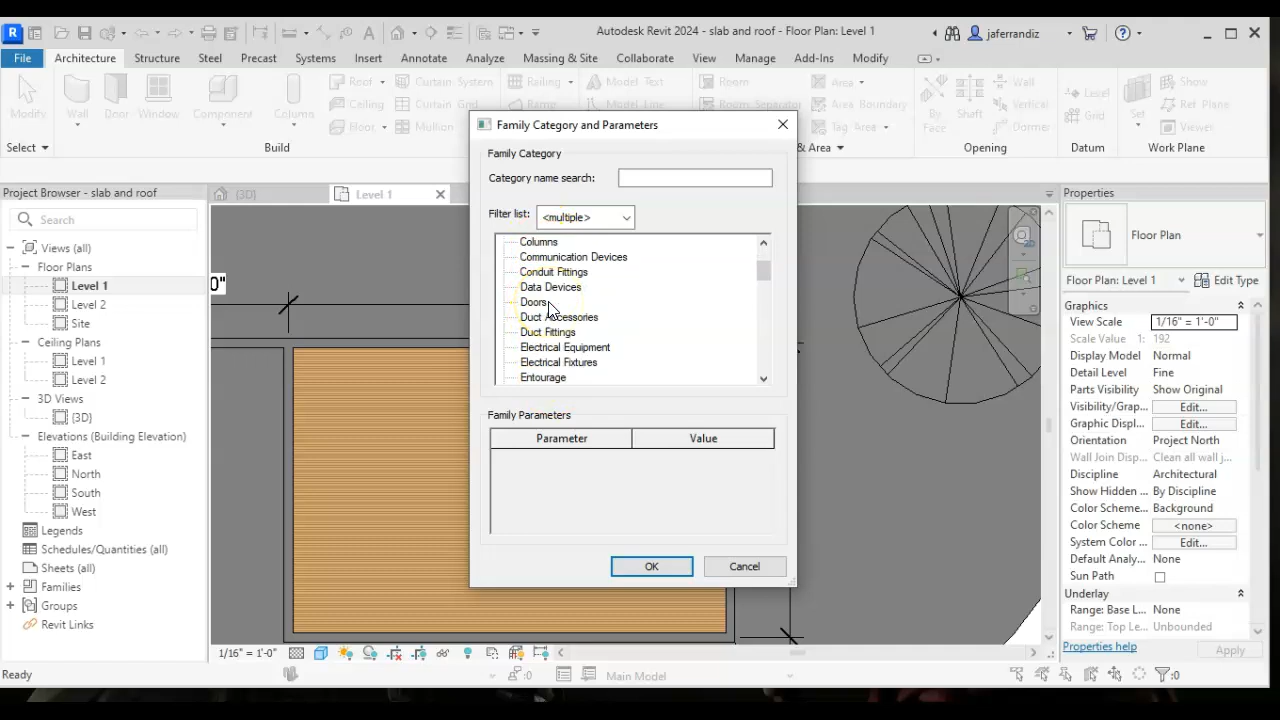 Autodesk Revit 2024 - slab and roof - Floor Plan: Level 1
jaferrandiz
File
Architecture
Structure
Steel
Precast
Systems
Insert
Annotate
Analyze
Massing & Site
Collaborate
View
Manage
Add-Ins
Modify
Modify
Wall
Door
Window
Component
Column
Roof
Ceiling
Floor
Curtain System
Curtain Grid
Mullion
Railing
Ramp
Model Text
Model Line
Room
Room Separator
Area
Area Boundary
Tag Area
By
Face
Shaft
Wall
Vertical
Dormer
Level
Grid
Set
Show
Ref Plane
Viewer
Select
Build
& Area
Opening
Datum
Work Plane
Project Browser - slab and roof
Search
Views (all)
Floor Plans
Level 1
Level 2
Site
Ceiling Plans
Level 1
Level 2
3D Views
{3D}
Elevations (Building Elevation)
East
North
South
West
Legends
Schedules/Quantities (all)
Sheets (all)
Families
Groups
Revit Links
{3D}
Level 1
0"
Family Category and Parameters
Family Category
Category name search:
Filter list:
<multiple>
Columns
Communication Devices
Conduit Fittings
Data Devices
Doors
Duct Accessories
Duct Fittings
Electrical Equipment
Electrical Fixtures
Entourage
Family Parameters
Parameter
Value
OK
Cancel
Properties
Floor Plan
Floor Plan: Level 1
Edit Type
Graphics
View Scale 1/16" = 1'-0"
Scale Value 1: 192
Display Model Normal
Detail Level Fine
Parts Visibility Show Original
Visibility/Grap... Edit...
Graphic Displ... Edit...
Orientation Project North
Wall Join Disp... Clean all wall j...
Discipline Architectural
Show Hidden ... By Discipline
Color Scheme... Background
Color Scheme <none>
System Color ... Edit...
Default Analy... None
Sun Path
Underlay
Range: Base L... None
Range: Top Le... Unbounded
Properties help
Apply
1/16" = 1'-0"
Ready
:0
Main Model
:0